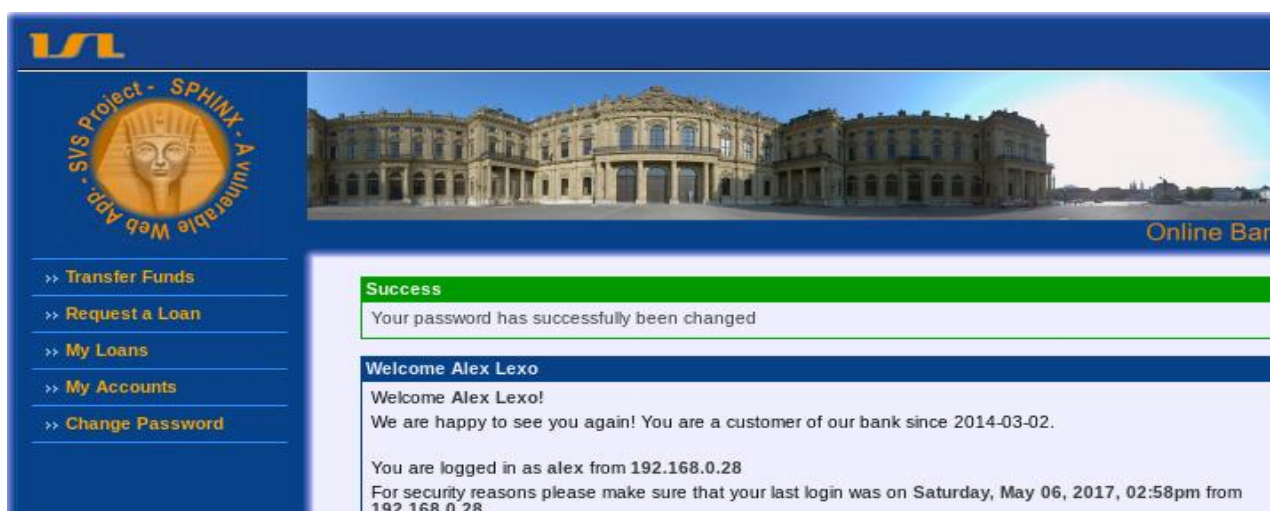 ISL
SVS Project - SPHINX - A vulnerable Web App. -
Online Ban
›› Transfer Funds
›› Request a Loan
›› My Loans
›› My Accounts
›› Change Password
Success
Your password has successfully been changed
Welcome Alex Lexo
Welcome Alex Lexo!
We are happy to see you again! You are a customer of our bank since 2014-03-02.
You are logged in as alex from 192.168.0.28
For security reasons please make sure that your last login was on Saturday, May 06, 2017, 02:58pm from
192.168.0.28